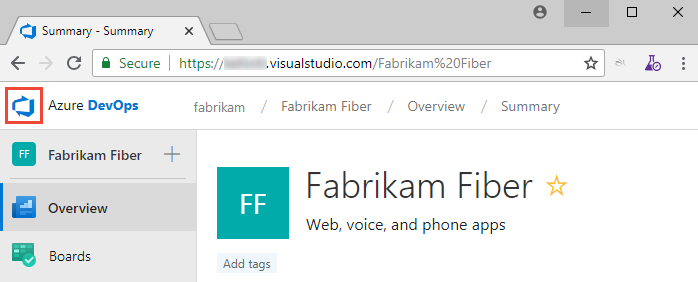 Summary - Summary
Secure https:// .visualstudio.com/Fabrikam%20Fiber
Azure DevOps fabrikam / Fabrikam Fiber / Overview / Summary
FF Fabrikam Fiber
Overview
Boards
FF
Fabrikam Fiber
Web, voice, and phone apps
Add tags